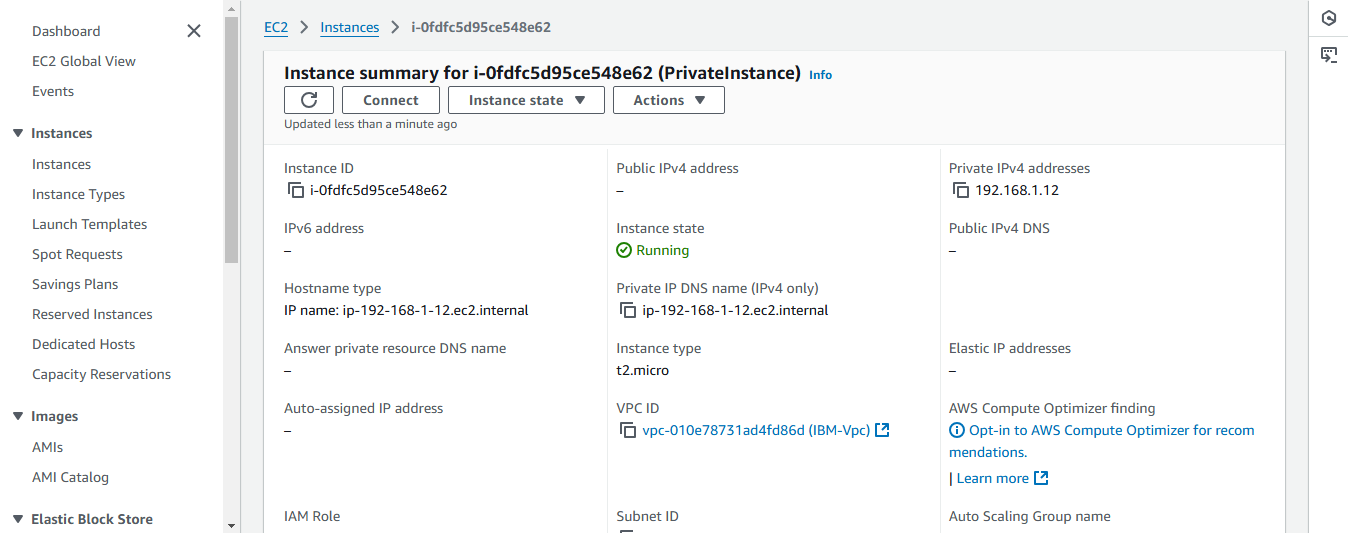 Dashboard
EC2 Global View
Events
Instances
Instances
Instance Types
Launch Templates
Spot Requests
Savings Plans
Reserved Instances
Dedicated Hosts
Capacity Reservations
Images
AMIs
AMI Catalog
Elastic Block Store
EC2 Instances i-0fdfc5d95ce548e62
Instance summary for i-0fdfc5d95ce548e62 (PrivateInstance) Info
Connect Instance state Actions
Updated less than a minute ago
Instance ID
i-0fdfc5d95ce548e62
Public IPv4 address
–
Private IPv4 addresses
192.168.1.12
IPv6 address
–
Instance state
Running
Public IPv4 DNS
–
Hostname type
IP name: ip-192-168-1-12.ec2.internal
Private IP DNS name (IPv4 only)
ip-192-168-1-12.ec2.internal
Answer private resource DNS name
–
Instance type
t2.micro
Elastic IP addresses
–
Auto-assigned IP address
–
VPC ID
vpc-010e78731ad4fd86d (IBM-Vpc)
AWS Compute Optimizer finding
Opt-in to AWS Compute Optimizer for recom
mendations.
| Learn more
IAM Role
Subnet ID
Auto Scaling Group name